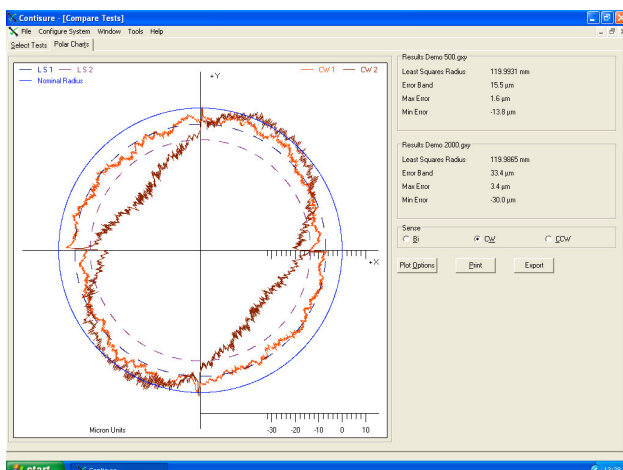 Contisure - [Compare Tests]
File Configure System Window Tools Help
Select Tests Polar Charts
LS 1 LS 2 CW 1 CW 2
Nominal Radius
+Y
+X
Micron Units
-30 -20 -10 0 10
Results Demo 500.gxy
Least Squares Radius 119.9931 mm
Error Band 15.5 µm
Max Error 1.6 µm
Min Error -13.8 µm
Results Demo 2000.gxy
Least Squares Radius 119.9865 mm
Error Band 33.4 µm
Max Error 3.4 µm
Min Error -30.0 µm
Sense
Bi CW CCW
Plot Options Print Export
start Contisure 13:28